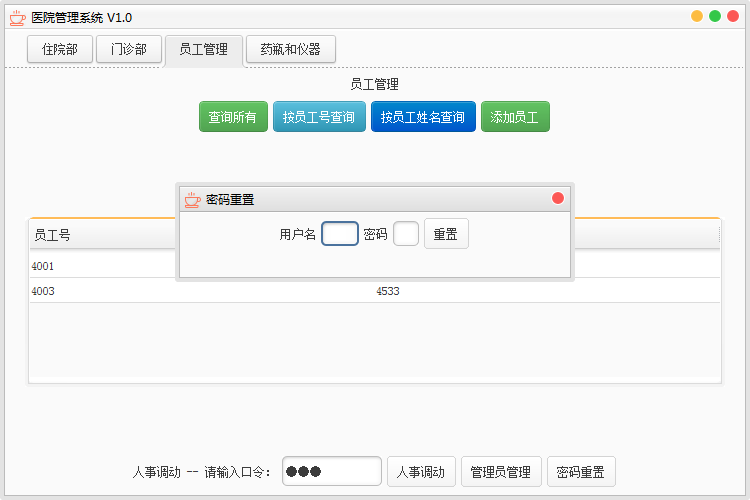 医院管理系统 V1.0
住院部 门诊部 员工管理 药瓶和仪器
员工管理
查询所有 按员工号查询 按员工姓名查询 添加员工
密码重置
用户名 密码 重置
员工号
4001
4003 4533
人事调动 -- 请输入口令: 人事调动 管理员管理 密码重置